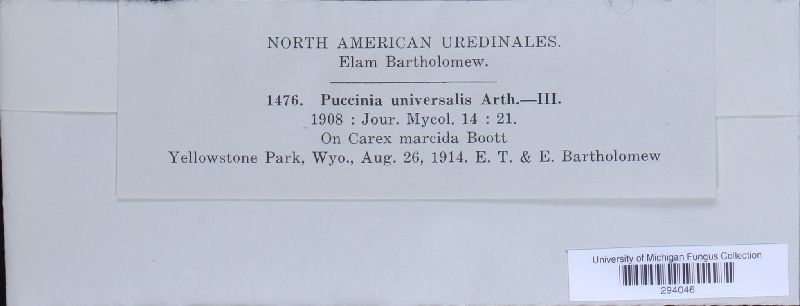 NORTH AMERICAN UREDINALES.
Elam Bartholomew.
1476. Puccinia universalis Arth.—III.
1908 : Jour. Mycol. 14 : 21.
On Carex marcida Boott
Yellowstone Park, Wyo., Aug. 26, 1914. E. T. & E. Bartholomew
University of Michigan Fungus Collection
294046